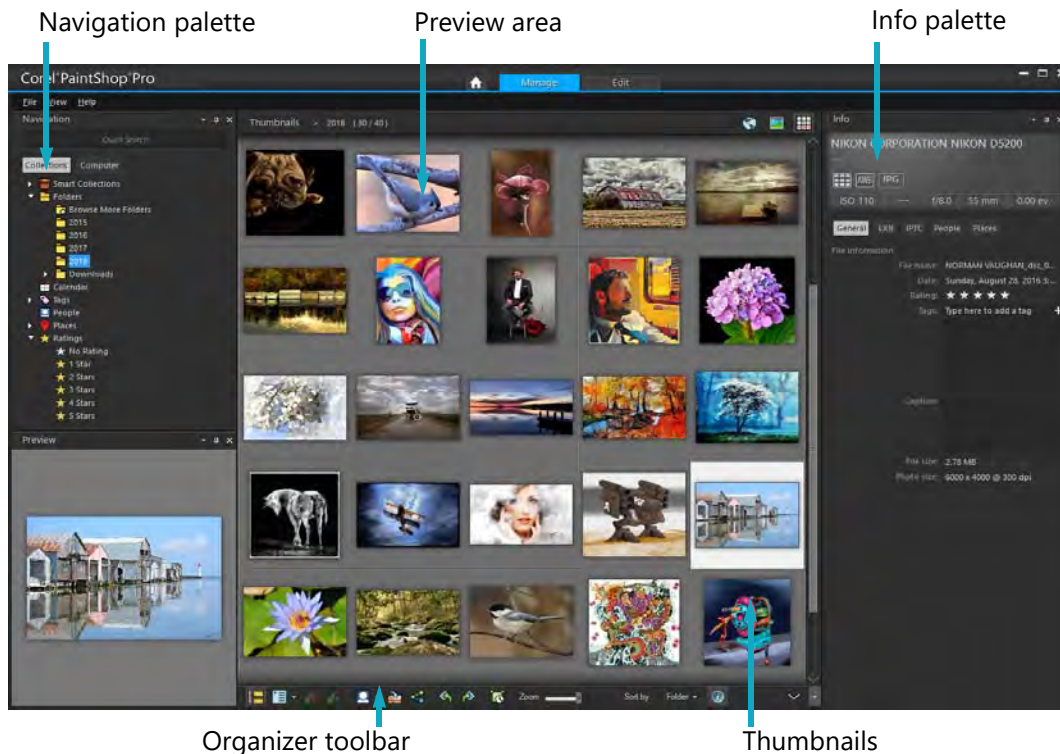 Navigation palette
Preview area
Info palette
Corel PaintShop Pro
Manage
Edit
File View Help
Navigation
Quick Search
Collections Computer
Smart Collections
Folders
Browse More Folders
2015
2016
2017
2018
Downloads
Calendar
Tags
People
Places
Ratings
No Rating
1 Star
2 Stars
3 Stars
4 Stars
5 Stars
Preview
Thumbnails
2018 (30 / 40)
Zoom
Sort by
Folder
Info
NIKON CORPORATION NIKON D5200
AWB JPG
ISO 110 --- f/8.0 55 mm 0.00 ev
General EXIF IPTC People Places
File information
File name: NORMAN VAUGHAN_dsc_0...
Date: Sunday, August 28, 2016 3:...
Rating:
Tags: Type here to add a tag +
Caption:
File size: 2.78 MB
Photo size: 6000 x 4000 @ 300 dpi
Organizer toolbar
Thumbnails